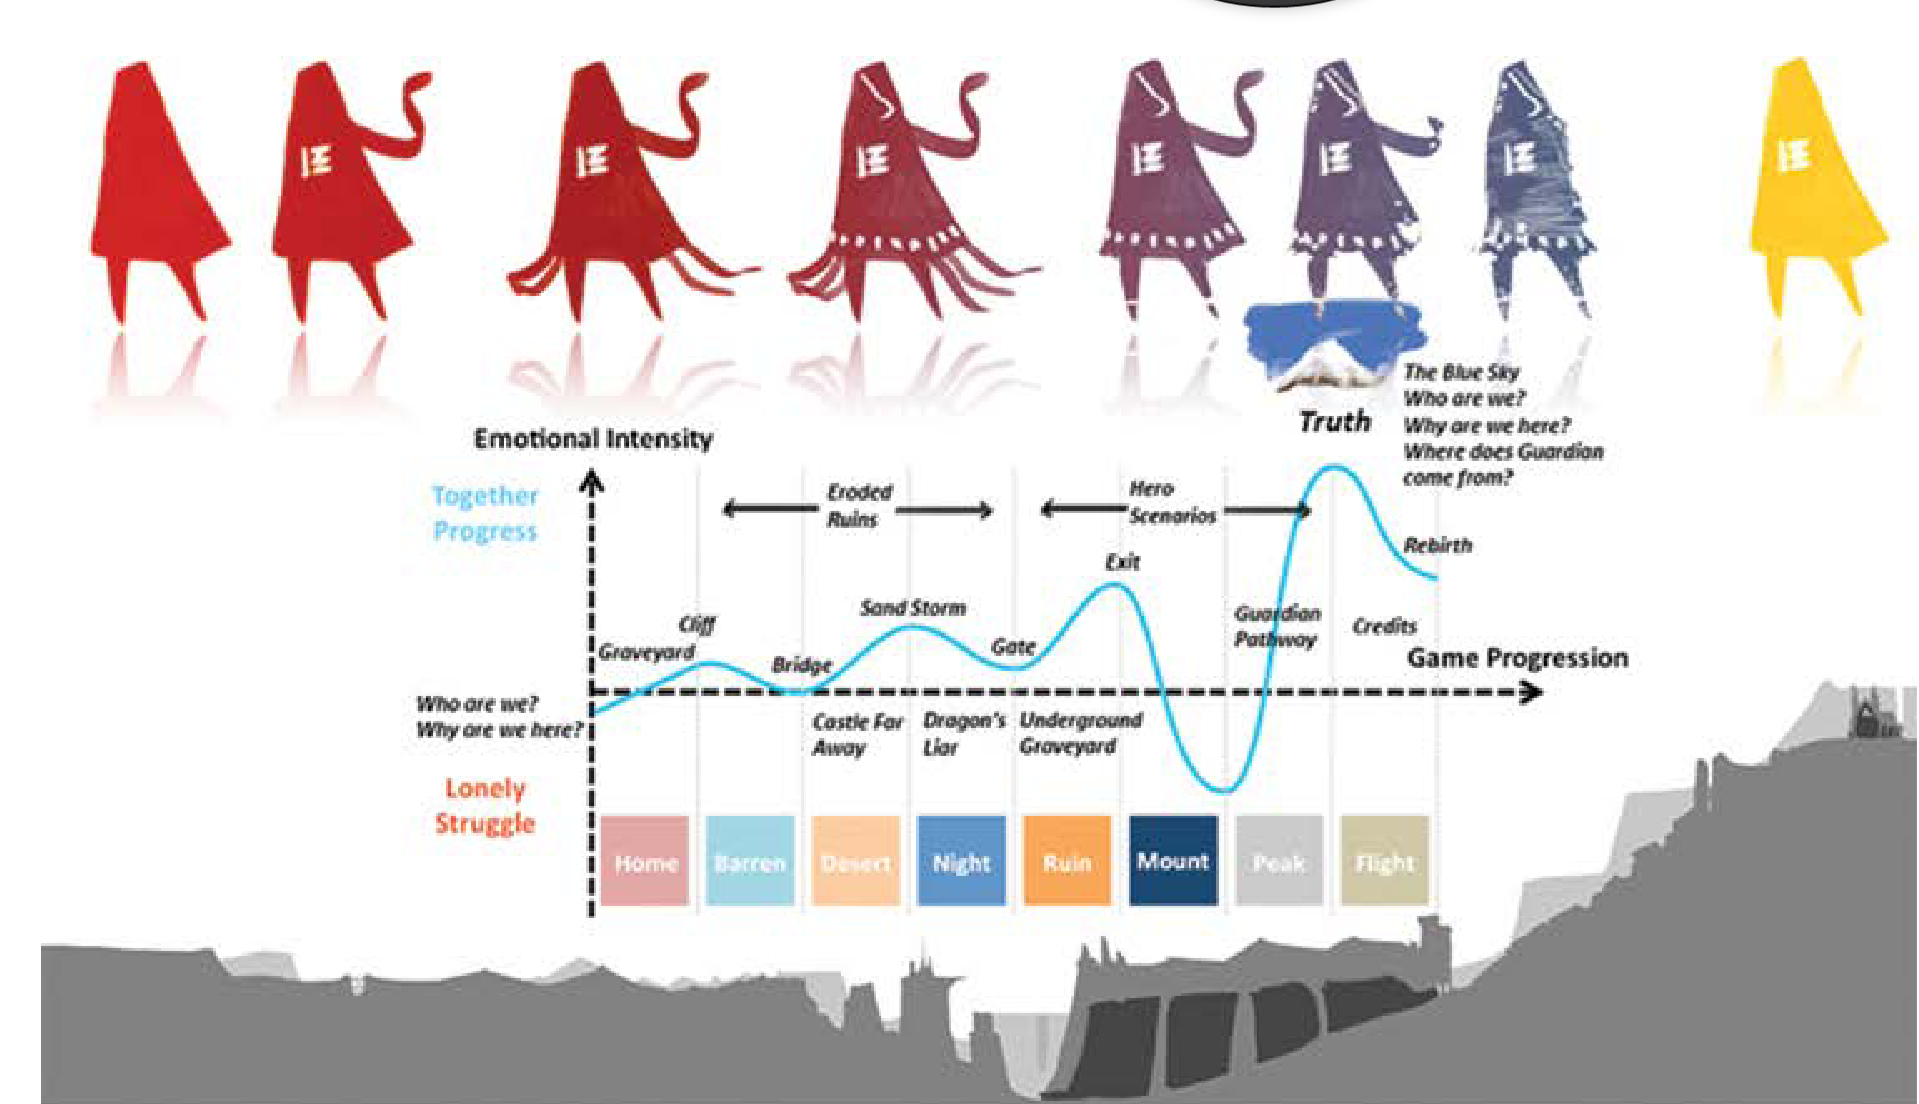 The Blue Sky
Who are we?
Why are we here?
Where does Guardian
come from?
Truth
Emotional Intensity
Together
Progress
Eroded
Ruins
Hero
Scenarios
Rebirth
Exit
Sand Storm
Cliff
Graveyard
Guardian
Pathway
Credits
Gate
Bridge
Game Progression
Who are we?
Why are we here?
Castle Far
Away
Dragon's
Liar
Underground
Graveyard
Lonely
Struggle
Home
Barren
Desert
Night
Ruin
Mount
Peak
Flight